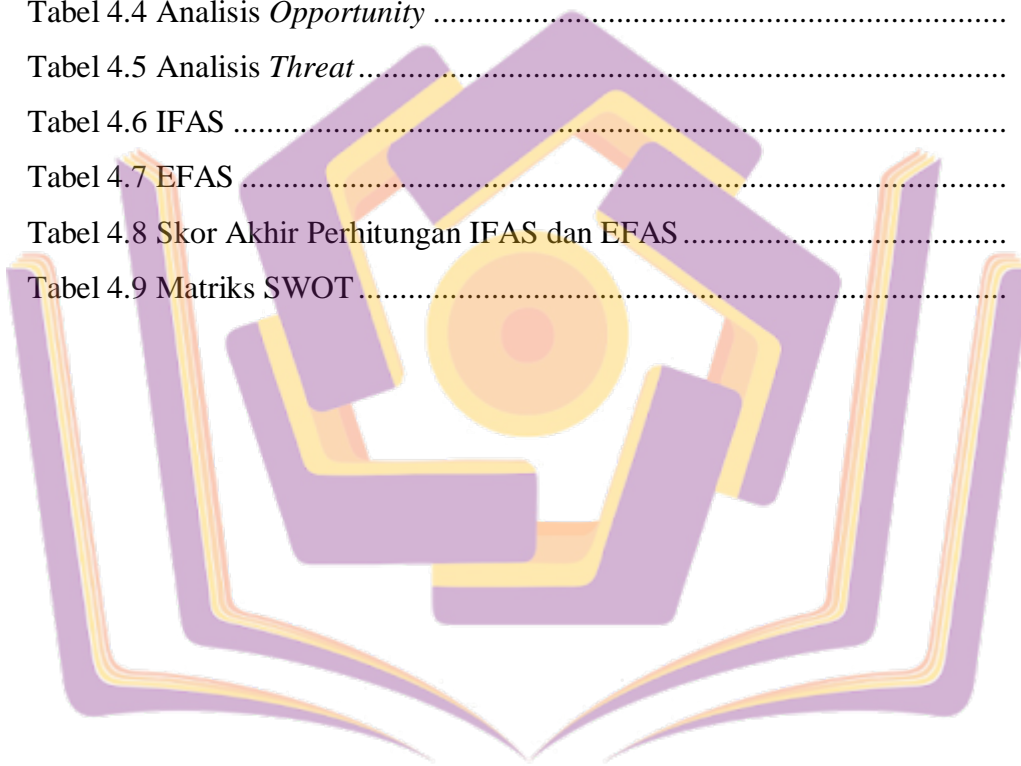 Tabel 4.4 Analisis Opportunity ........................................................................
Tabel 4.5 Analisis Threat .................................................................................
Tabel 4.6 IFAS .................................................................................................
Tabel 4.7 EFAS ................................................................................................
Tabel 4.8 Skor Akhir Perhitungan IFAS dan EFAS .........................................
Tabel 4.9 Matriks SWOT .................................................................................